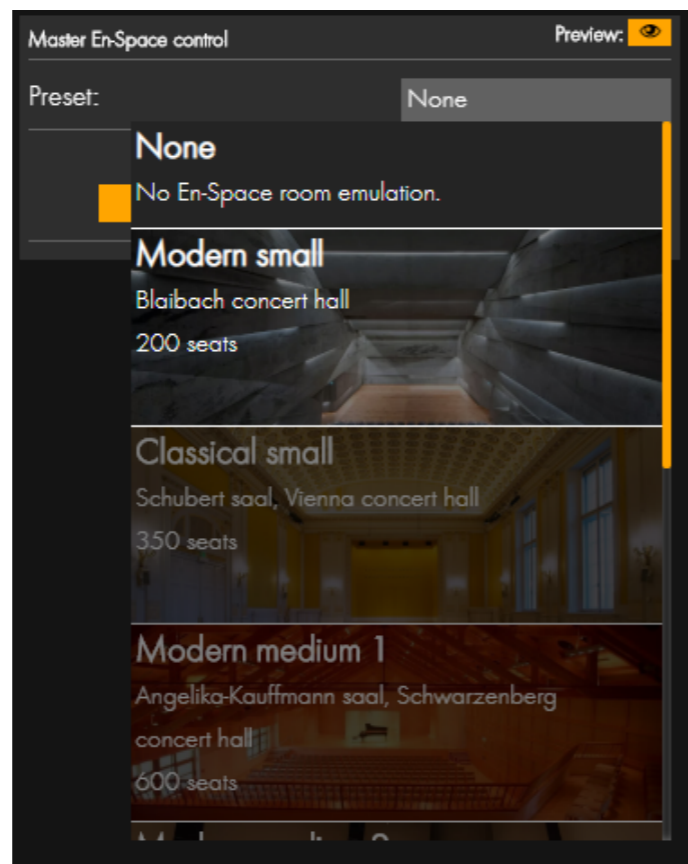 Master En-Space control
Preview:
Preset:
None
None
No En-Space room emulation.
Modern small
Blaibach concert hall
200 seats
Classical small
Schubert saal, Vienna concert hall
350 seats
Modern medium 1
Angelika-Kauffmann saal, Schwarzenberg
concert hall
600 seats